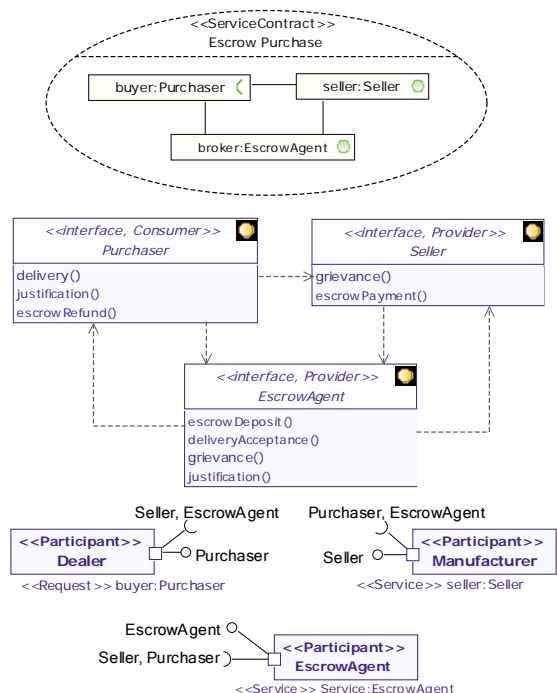 <<ServiceContract>>
Escrow Purchase
buyer:Purchaser
seller:Seller
broker:EscrowAgent
<<interface, Consumer>>
Purchaser
delivery()
justification()
escrowRefund()
<<interface, Provider>>
Seller
grievance()
escrowPayment()
<<interface, Provider>>
EscrowAgent
escrowDeposit()
deliveryAcceptance()
grievance()
justification()
Seller, EscrowAgent
<<Participant>>
Dealer
Purchaser
<<Request>> buyer:Purchaser
Purchaser, EscrowAgent
Seller
<<Participant>>
Manufacturer
<<Service>> seller:Seller
EscrowAgent
Seller, Purchaser
<<Participant>>
EscrowAgent
<<Service>> Service:EscrowAgent